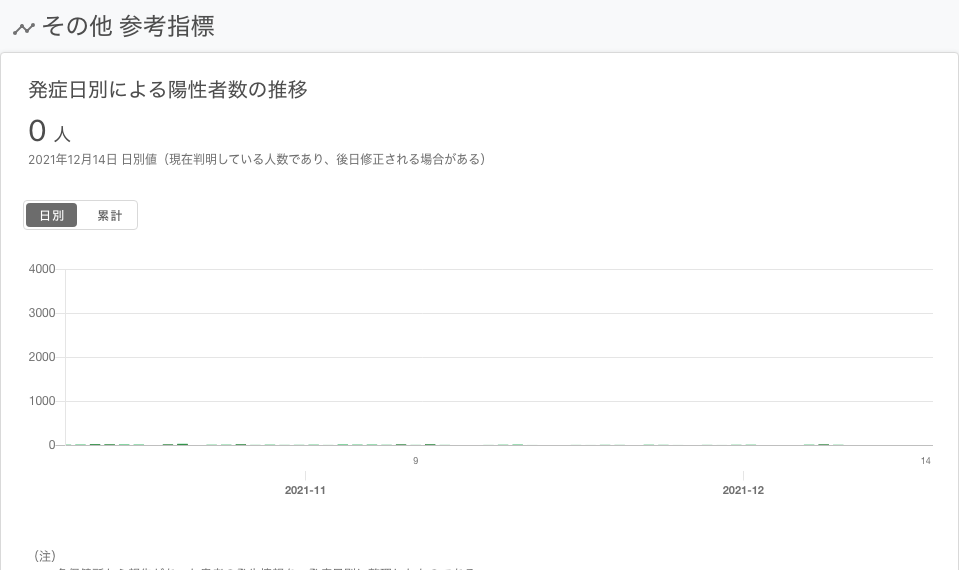 その他 参考指標
発症日別による陽性者数の推移
0 人
2021年12月14日 日別値（現在判明している人数であり、後日修正される場合がある）
日別 累計
4000
3000
2000
1000
0
9 14
2021-11 2021-12
（注）